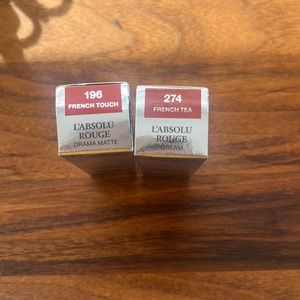 196
FRENCH TOUCH
L'ABSOLU
ROUGE
DRAMA MATTE
274
FRENCH TEA
L'ABSOLU
ROUGE
CREAM